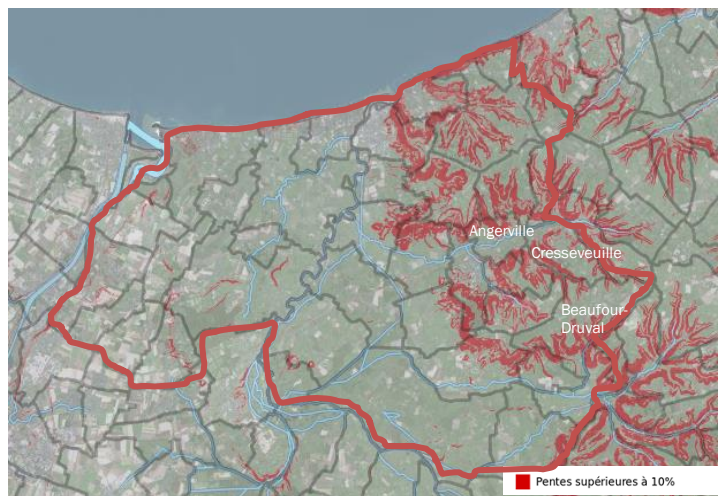 Angerville
Cresseveuille
Beaufour-
Druval
Pentes supérieures à 10%